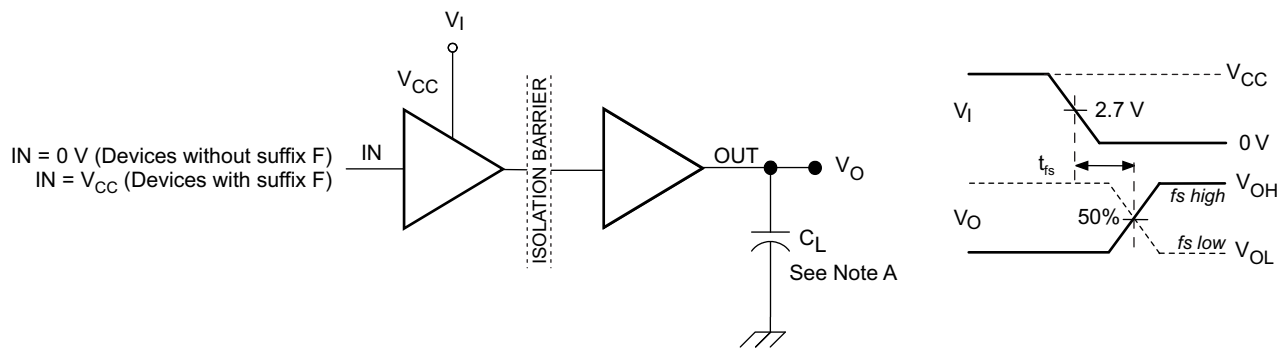 V_I
V_CC
ISOLATION BARRIER
IN = 0 V (Devices without suffix F)
IN = V_CC (Devices with suffix F)
IN
OUT
V_O
C_L
See Note A
V_CC
V_I
2.7 V
0 V
t_fs
V_OH
fs high
V_O
50%
fs low
V_OL